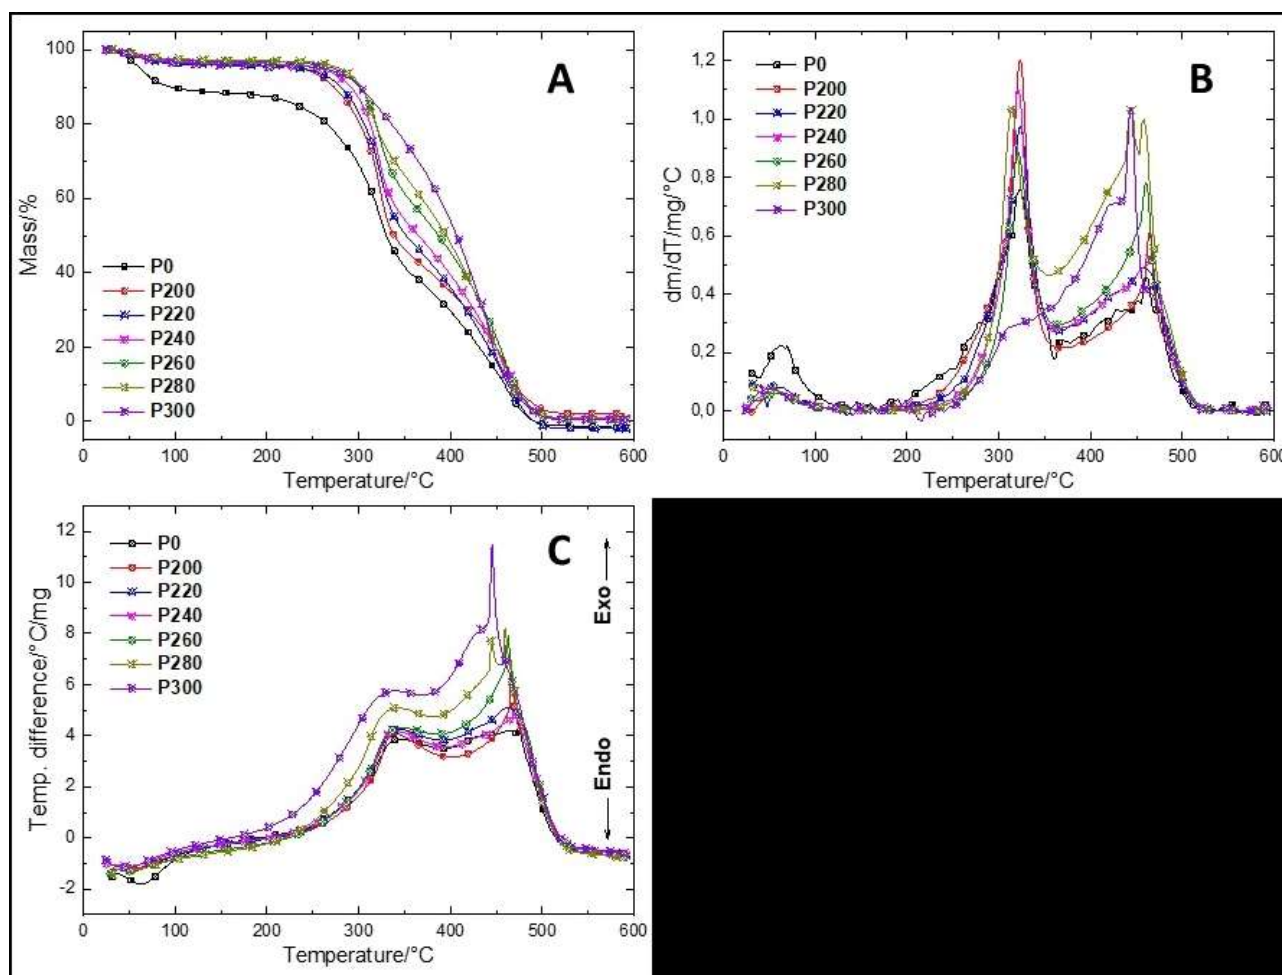 A
100
80
60
40
20
0
Mass/%
P0
P200
P220
P240
P260
P280
P300
0
100
200
300
400
500
600
Temperature/°C
B
1,2
1,0
0,8
0,6
0,4
0,2
0,0
dm/dT/mg/°C
P0
P200
P220
P240
P260
P280
P300
0
100
200
300
400
500
600
Temperature/°C
C
12
10
8
6
4
2
0
-2
Temp. difference/°C/mg
P0
P200
P220
P240
P260
P280
P300
Exo
Endo
0
100
200
300
400
500
600
Temperature/°C